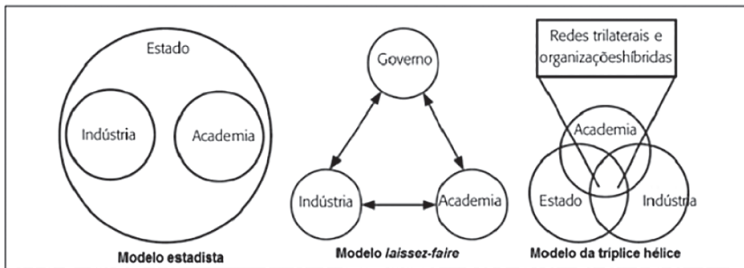 Estado
Indústria
Academia
Modelo estadista
Governo
Indústria
Academia
Modelo laissez-faire
Redes trilaterais e
organizaçõeshíbridas
Academia
Estado
Indústria
Modelo da tríplice hélice